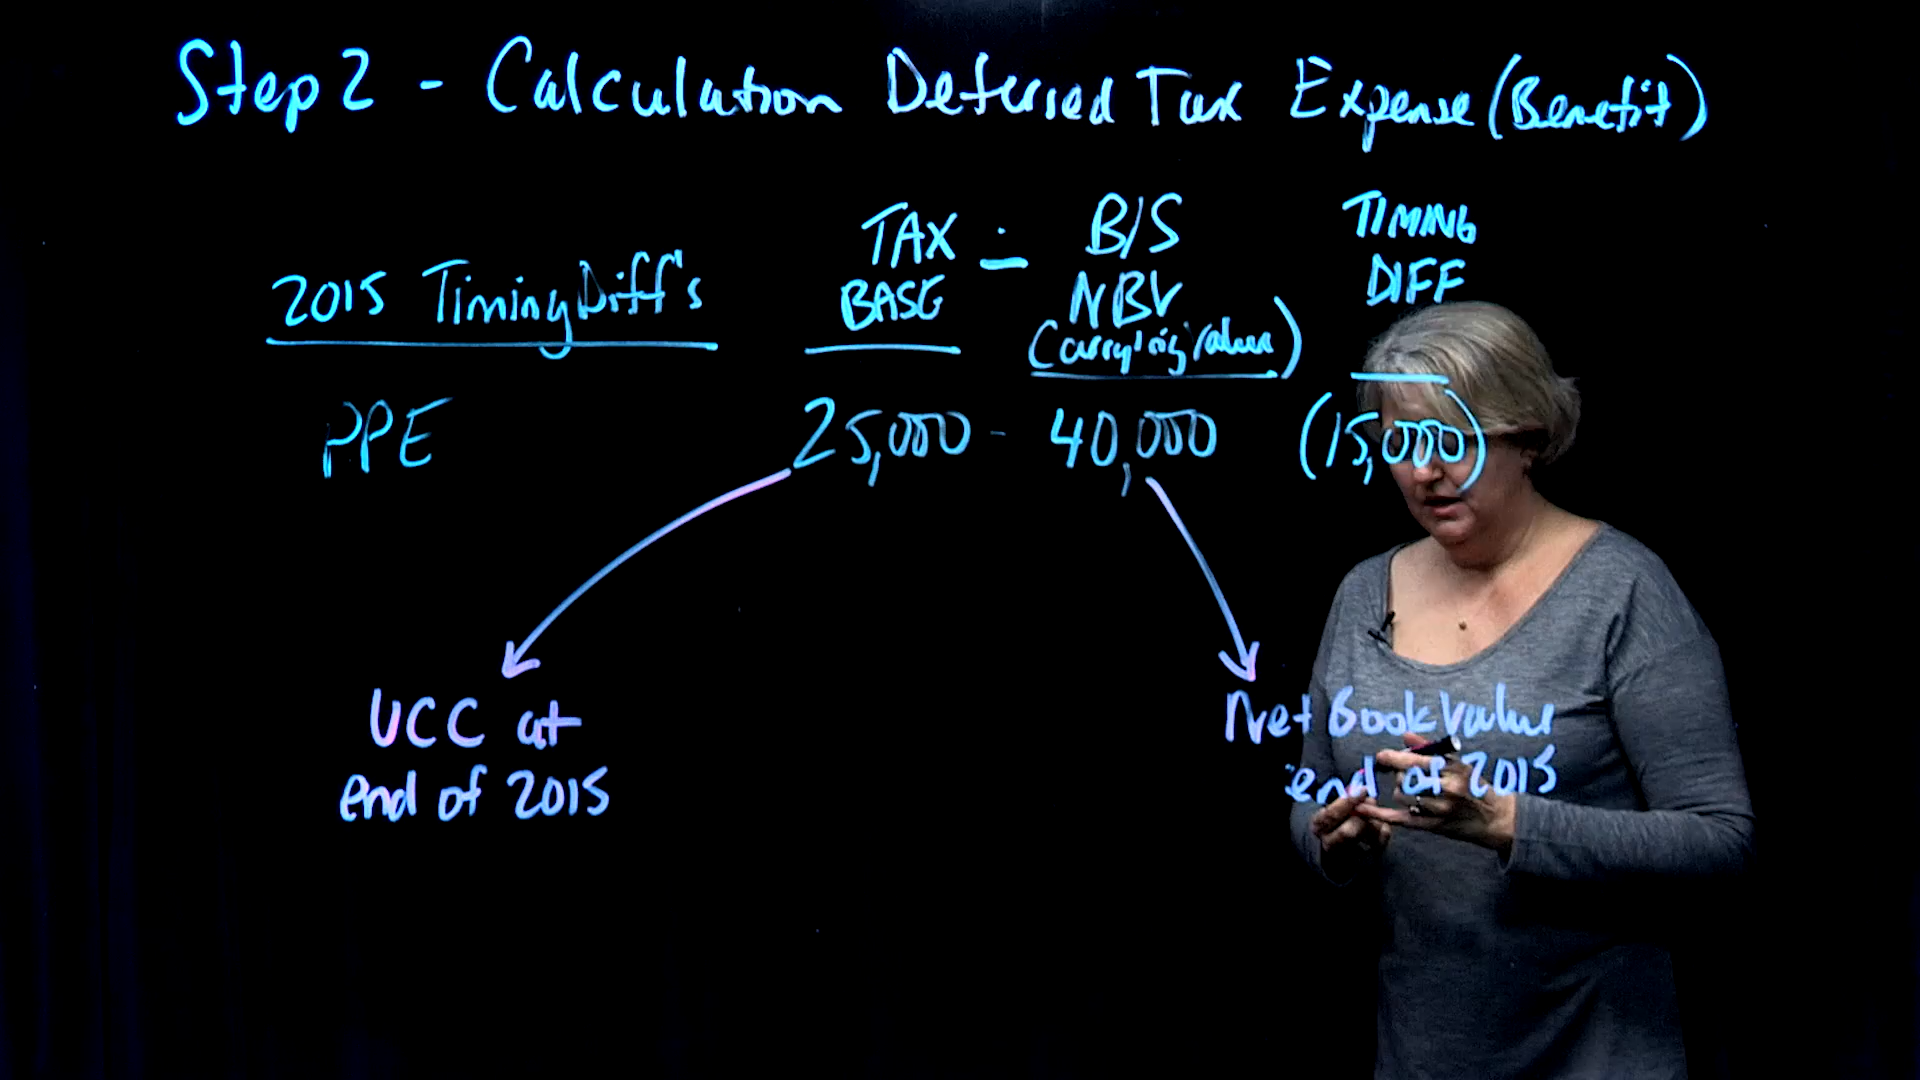 Step 2 - Calculation Deferred Tax Expense (Benefit)
2015 Timing Diff's
TAX BASE
-
B/S NBV (Carrying Value)
TIMING DIFF
PPE 25,000 - 40,000 (15,000)
UCC at
end of 2015
Net Book Value
end of 2015